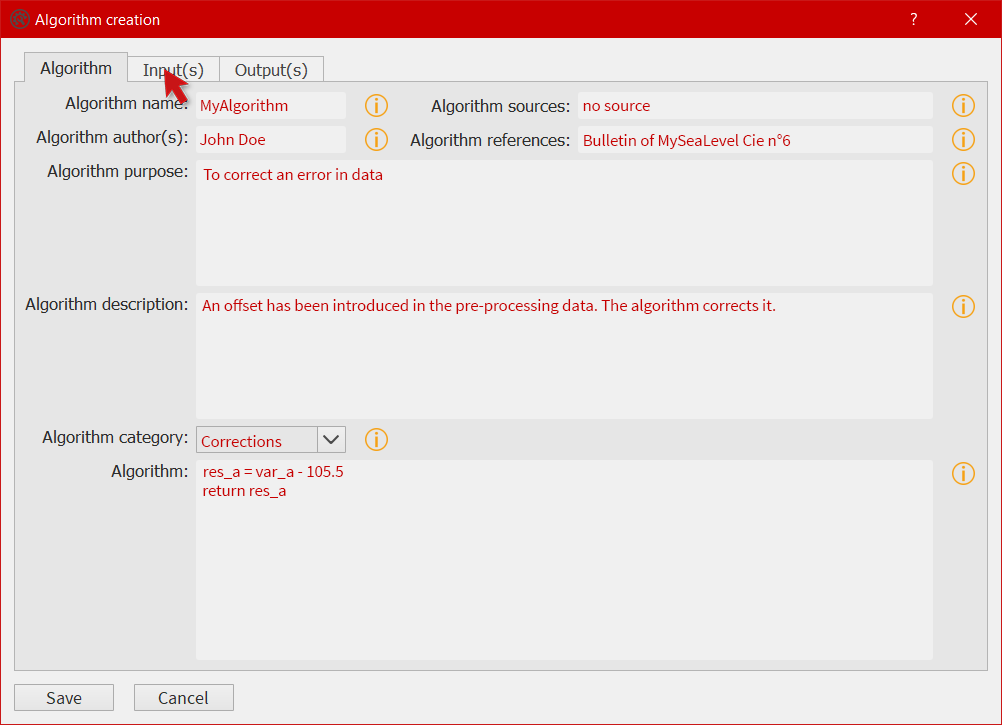 Algorithm creation ?
Algorithm Input(s) Output(s)
Algorithm name: MyAlgorithm Algorithm sources: no source
Algorithm author(s): John Doe Algorithm references: Bulletin of MySeaLevel Cie n°6
Algorithm purpose: To correct an error in data
Algorithm description: An offset has been introduced in the pre-processing data. The algorithm corrects it.
Algorithm category: Corrections
Algorithm: res_a = var_a - 105.5
return res_a
Save Cancel